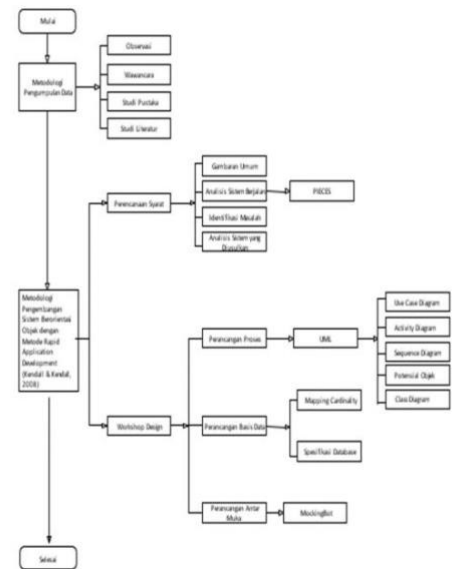 Mulai
Metodologi
Pengumpulan Data
Observasi
Wawancara
Studi Pustaka
Studi Literatur
Perencanaan Syarat
Gambaran Umum
Analisis Sistem Berjalan
PIECES
Identifikasi Masalah
Analisis Sistem yang
Diusulkan
Metodologi
Pengembangan
Sistem Berorientasi
Objek dengan
Metode Rapid
Application
Development
(Kendall & Kendall,
2008)
Workshop Design
Perancangan Proses
UML
Use Case Diagram
Activity Diagram
Sequence Diagram
Potensial Objek
Class Diagram
Perancangan Basis Data
Mapping Cardinality
Spesifikasi Database
Perancangan Antar
Muka
MockingBot
Selesai